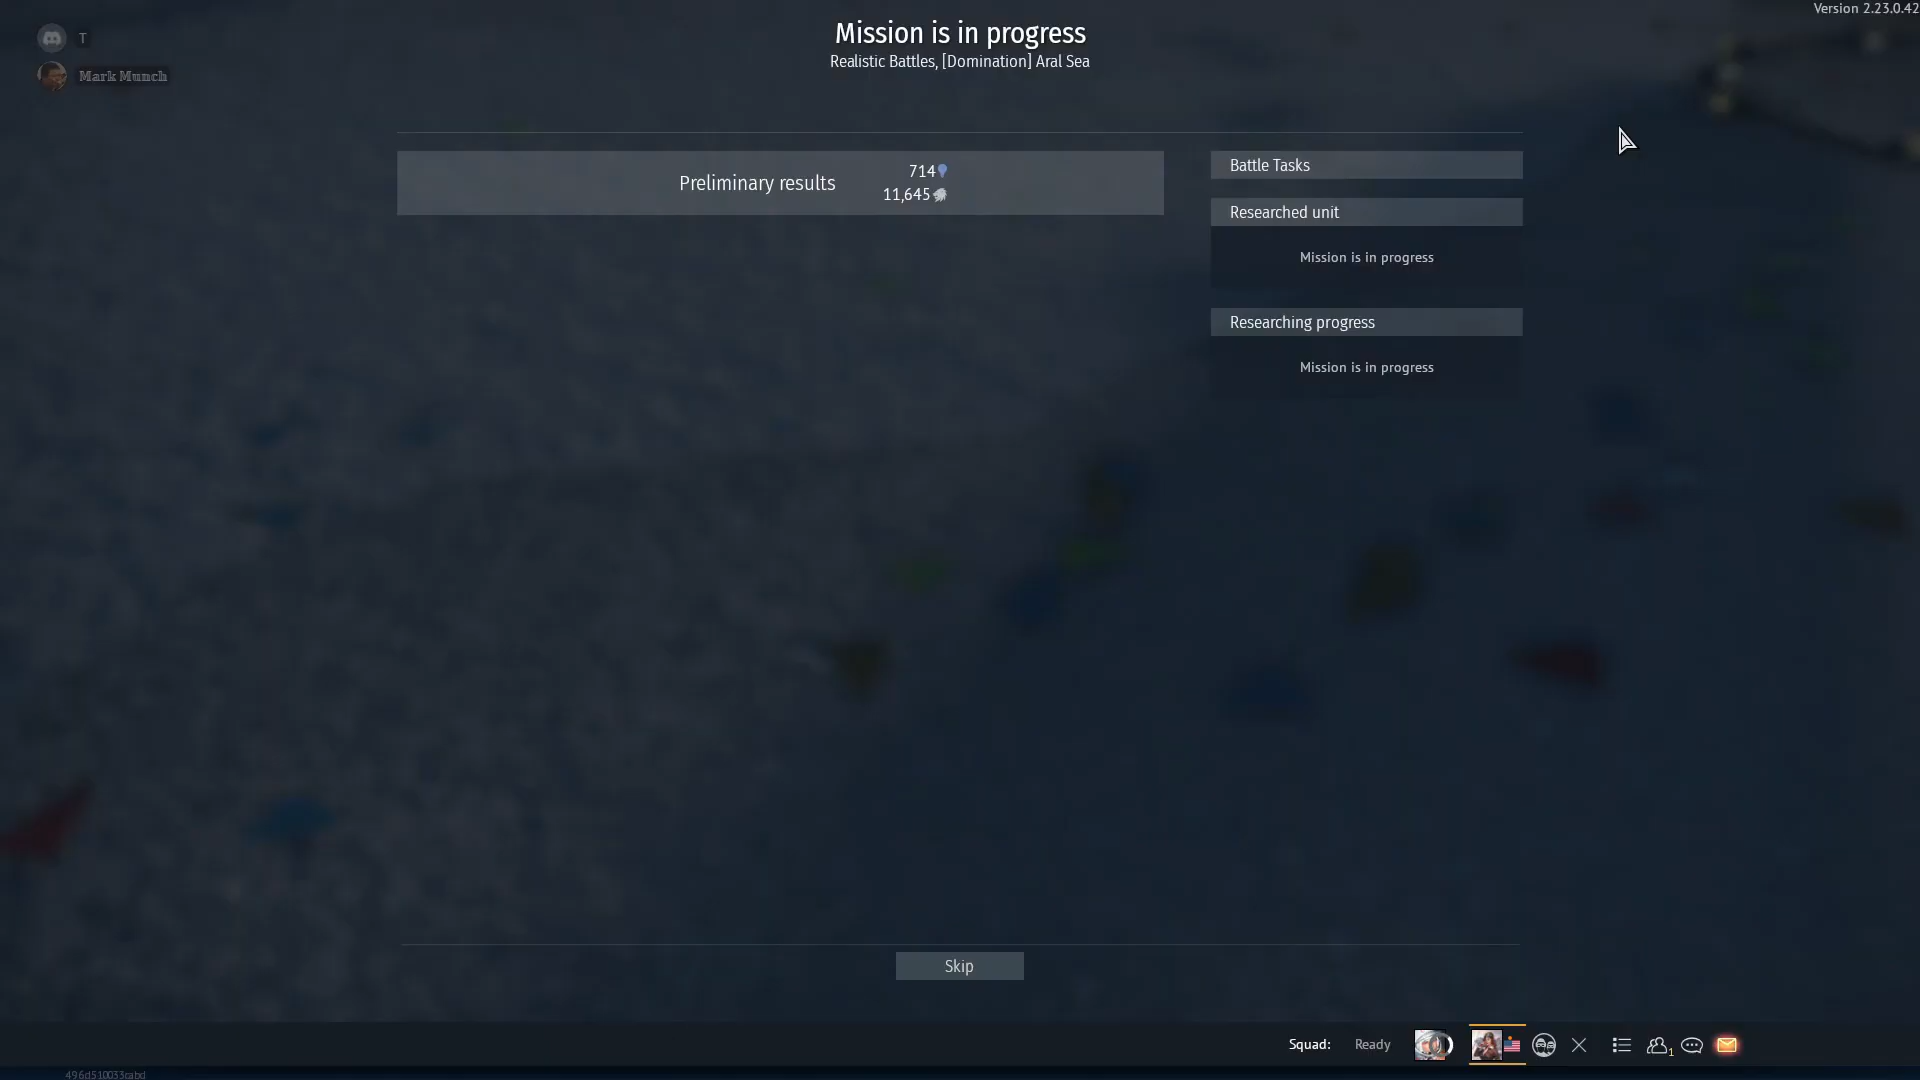 Version 2.23.0.42
T
Mark Munch
Mission is in progress
Realistic Battles, [Domination] Aral Sea
Preliminary results
714
11,645
Battle Tasks
Researched unit
Mission is in progress
Researching progress
Mission is in progress
Skip
Squad:
Ready
1
496d510033cabd